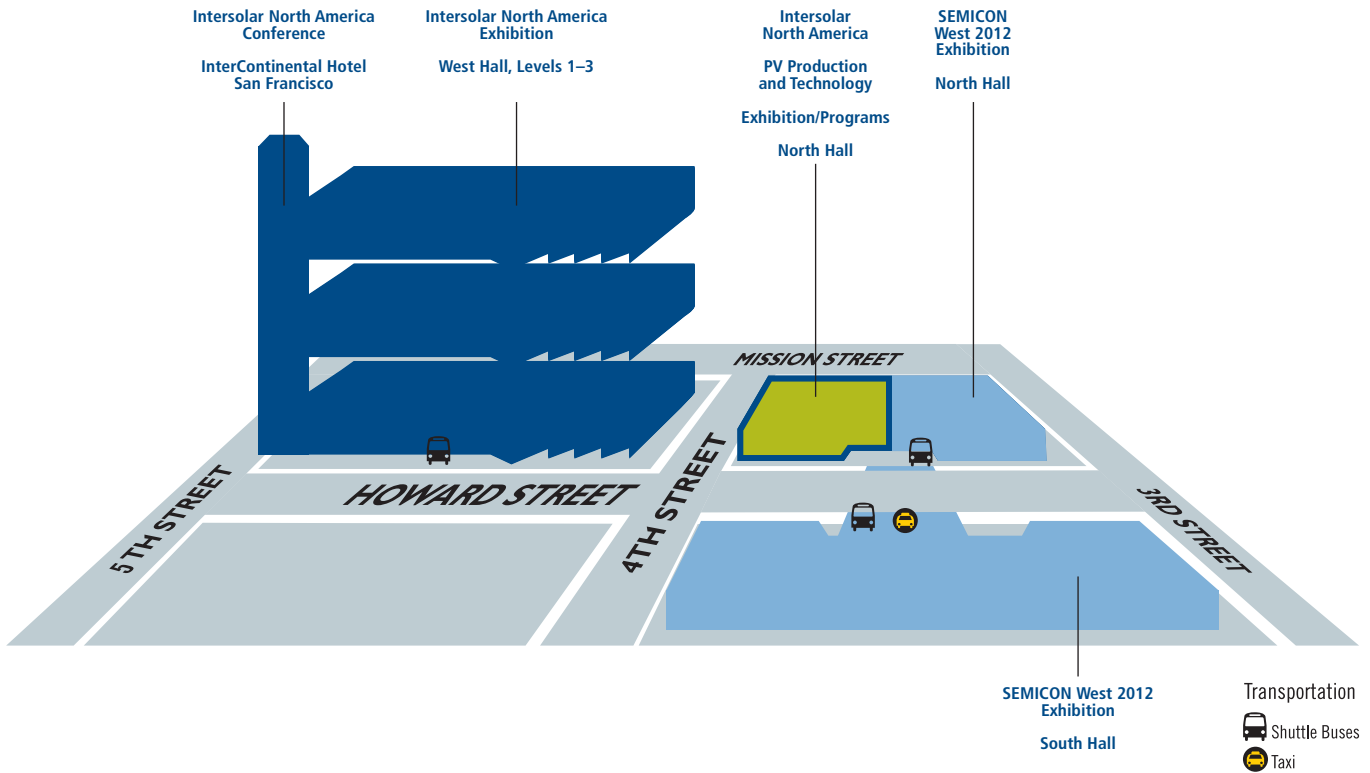 Intersolar North America
Conference
InterContinental Hotel
San Francisco
Intersolar North America
Exhibition
West Hall, Levels 1–3
Intersolar
North America
PV Production
and Technology
Exhibition/Programs
North Hall
SEMICON
West 2012
Exhibition
North Hall
MISSION STREET
5 TH STREET
HOWARD STREET
4TH STREET
3RD STREET
SEMICON West 2012
Exhibition
South Hall
Transportation
Shuttle Buses
Taxi